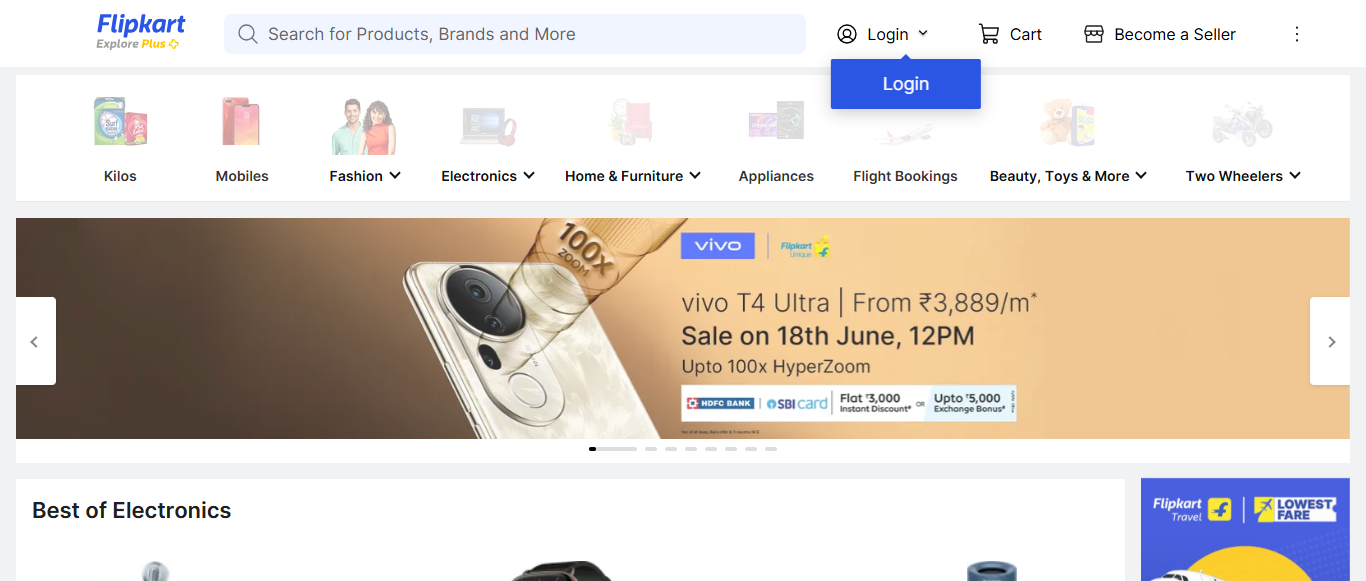 Flipkart
Explore Plus
Search for Products, Brands and More
Login
Cart
Become a Seller
Login
Kilos
Mobiles
Fashion
Electronics
Home & Furniture
Appliances
Flight Bookings
Beauty, Toys & More
Two Wheelers
100X
ZOOM
vivo
Flipkart
Unique
vivo T4 Ultra | From ₹3,889/m*
Sale on 18th June, 12PM
Upto 100x HyperZoom
HDFC BANK
SBI card
Flat ₹3,000
Instant Discount*
OR
Upto ₹5,000
Exchange Bonus*
Best of Electronics
Flipkart
Travel
LOWEST
FARE